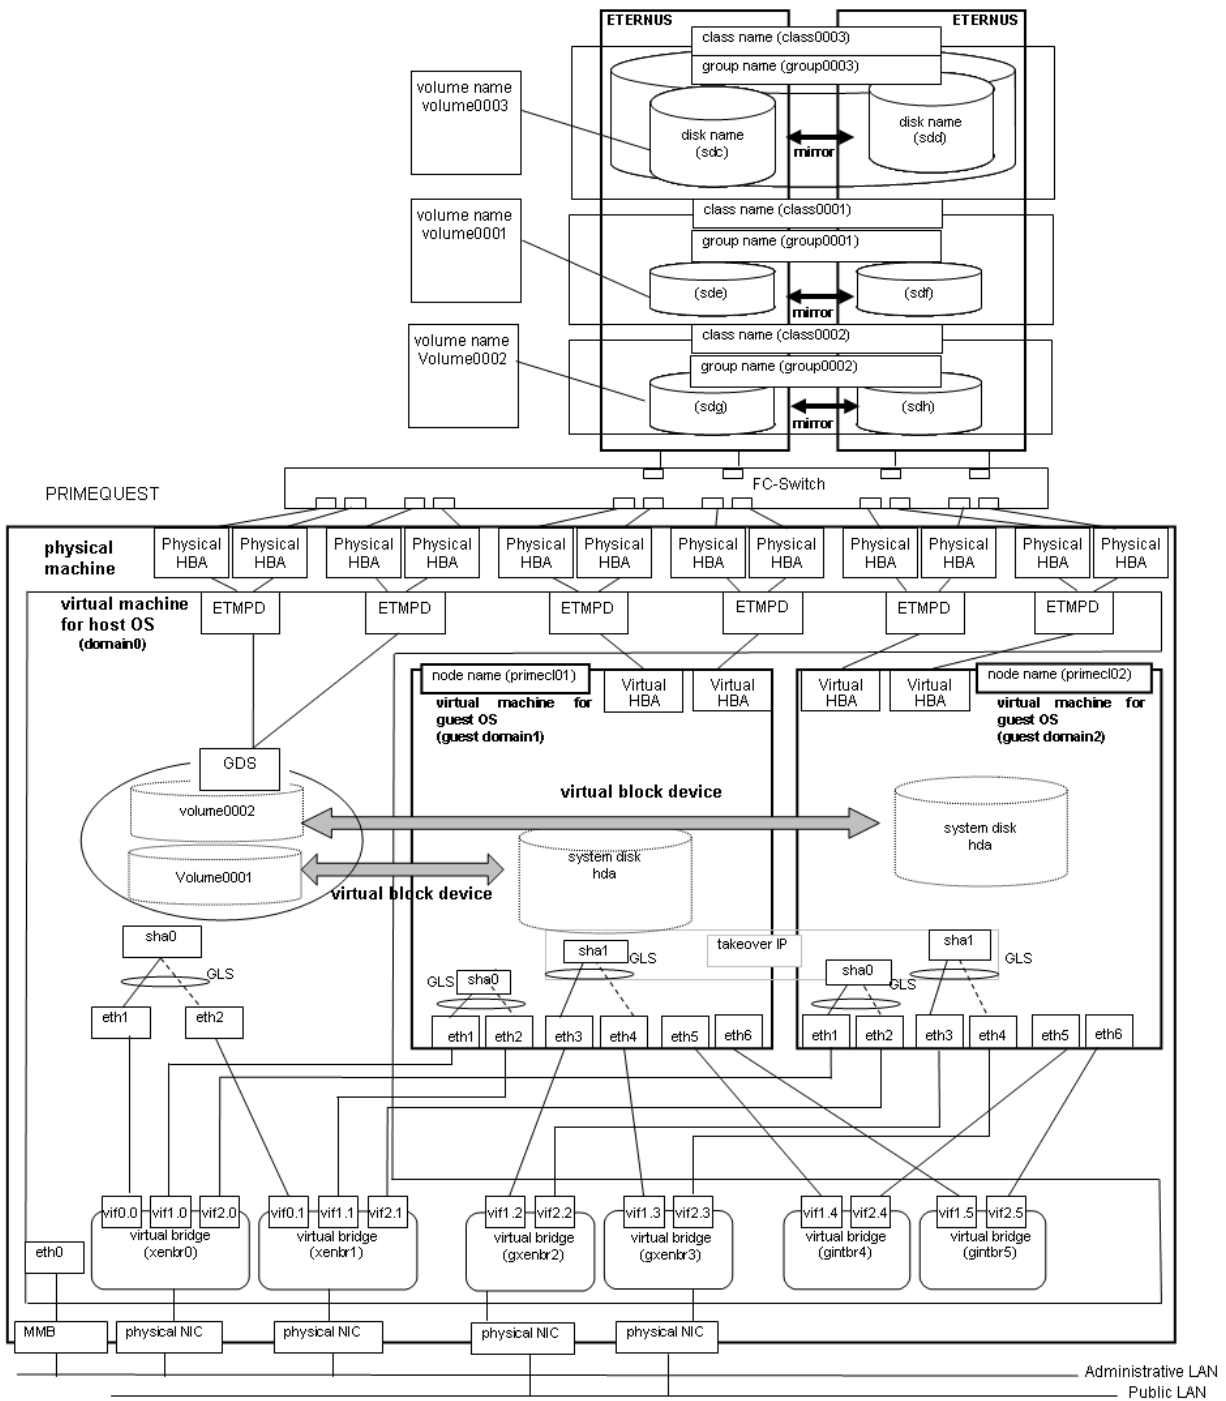 ETERNUS
ETERNUS
class name (class0003)
group name (group0003)
volume name
volume0003
disk name
(sdc)
mirror
disk name
(sdd)
class name (class0001)
volume name
volume0001
group name (group0001)
(sde)
mirror
(sdf)
class name (class0002)
volume name
Volume0002
group name (group0002)
(sdg)
mirror
(sdh)
PRIMEQUEST
FC-Switch
physical
machine
Physical
HBA
Physical
HBA
Physical
HBA
Physical
HBA
Physical
HBA
Physical
HBA
Physical
HBA
Physical
HBA
Physical
HBA
Physical
HBA
Physical
HBA
Physical
HBA
virtual machine
for host OS
(domain0)
ETMPD
ETMPD
ETMPD
ETMPD
ETMPD
ETMPD
node name (primecl01)
Virtual
HBA
Virtual
HBA
virtual machine for
guest OS
(guest domain1)
Virtual
HBA
Virtual
HBA
node name (primecl02)
virtual machine for
guest OS
(guest domain2)
GDS
volume0002
virtual block device
system disk
hda
Volume0001
virtual block device
system disk
hda
sha0
GLS
eth1
eth2
GLS
sha0
sha1
GLS
takeover IP
sha0
GLS
sha1
GLS
eth1
eth2
eth3
eth4
eth5
eth6
eth1
eth2
eth3
eth4
eth5
eth6
vif0.0
vif1.0
vif2.0
vif0.1
vif1.1
vif2.1
vif1.2
vif2.2
vif1.3
vif2.3
vif1.4
vif2.4
vif1.5
vif2.5
eth0
virtual bridge
(xenbr0)
virtual bridge
(xenbr1)
virtual bridge
(gxenbr2)
virtual bridge
(gxenbr3)
virtual bridge
(gintbr4)
virtual bridge
(gintbr5)
MMB
physical NIC
physical NIC
physical NIC
physical NIC
Administrative LAN
Public LAN